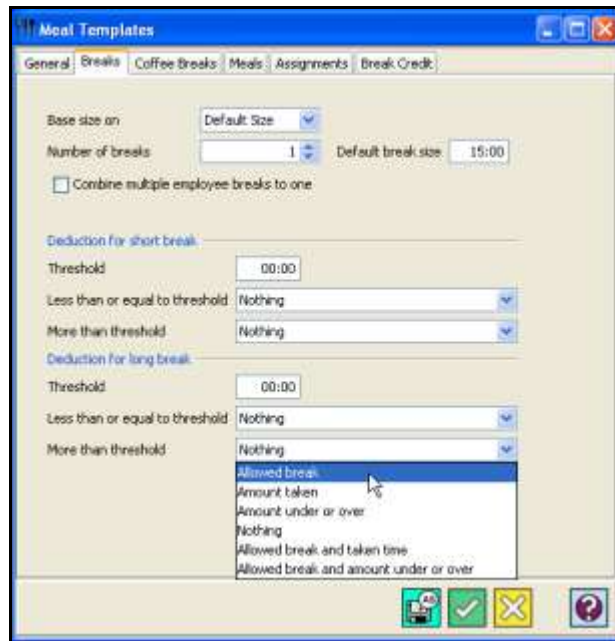 Meal Templates
General Breaks Coffee Breaks Meals Assignments Break Credit
Base size on Default Size
Number of breaks 1 Default break size 15:00
Combine multiple employee breaks to one
Deduction for short break
Threshold 00:00
Less than or equal to threshold Nothing
More than threshold Nothing
Deduction for long break
Threshold 00:00
Less than or equal to threshold Nothing
More than threshold Nothing
Allowed break
Amount taken
Amount under or over
Nothing
Allowed break and taken time
Allowed break and amount under or over